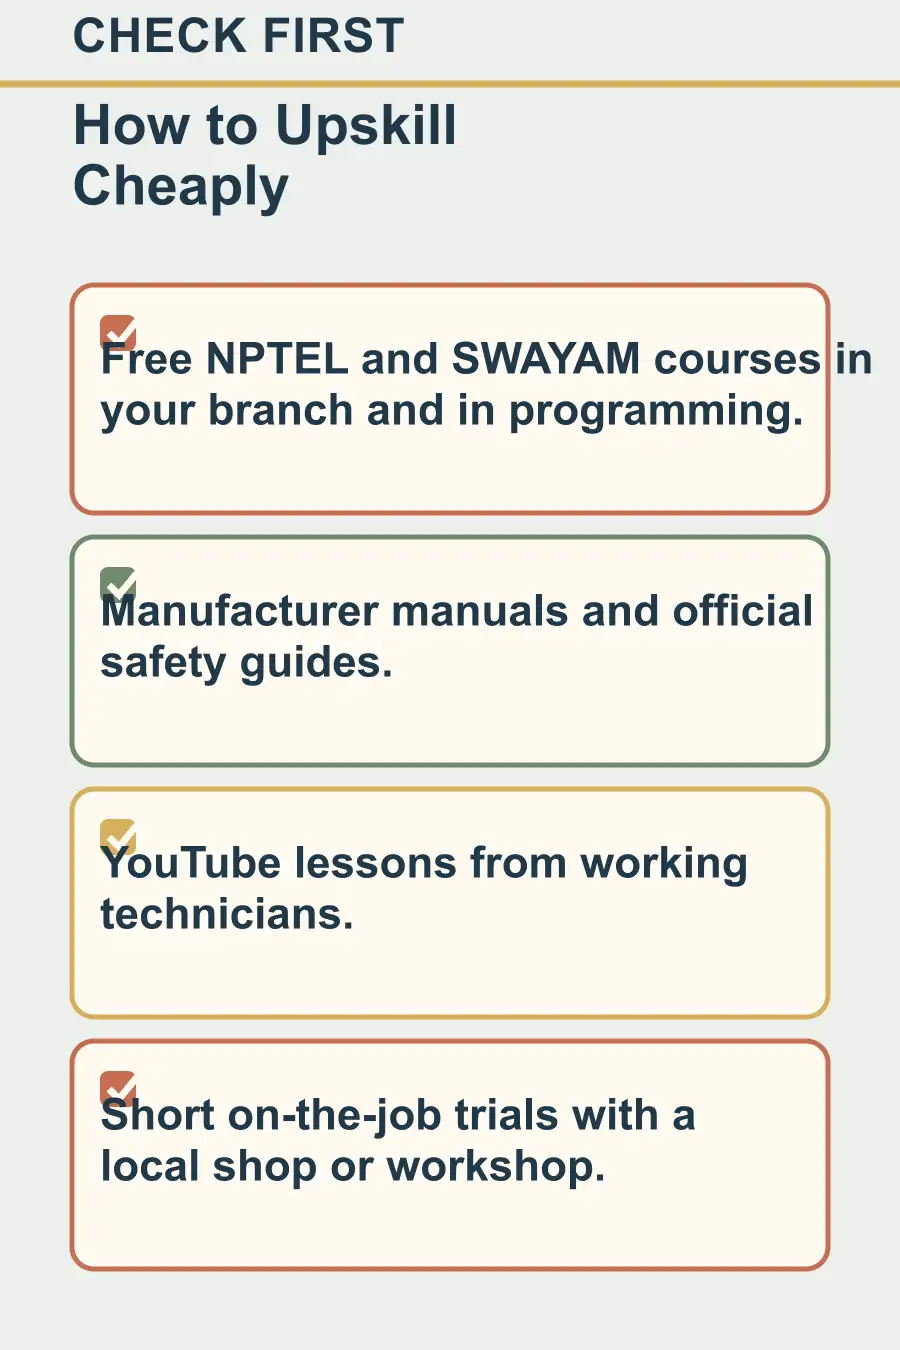 CHECK FIRST
How to Upskill
Cheaply
Free NPTEL and SWAYAM courses in
your branch and in programming.
Manufacturer manuals and official
safety guides.
YouTube lessons from working
technicians.
Short on-the-job trials with a
local shop or workshop.